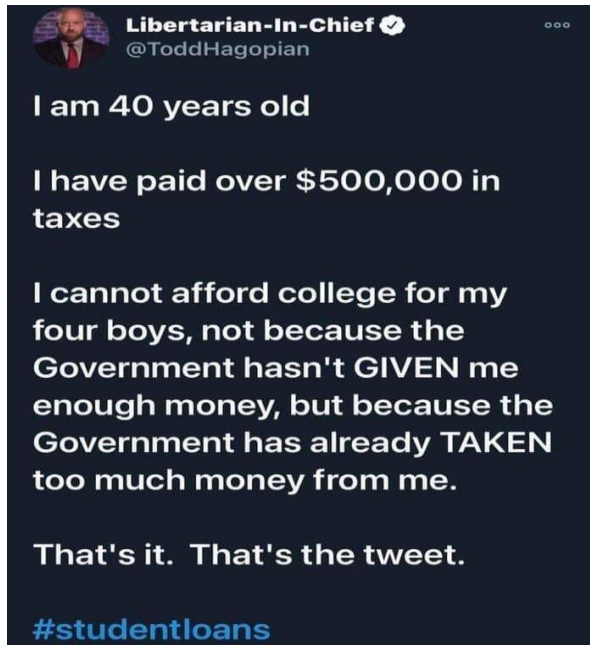 Libertarian-In-Chief
@ToddHagopian
I am 40 years old
I have paid over $500,000 in
taxes
I cannot afford college for my
four boys, not because the
Government hasn't GIVEN me
enough money, but because the
Government has already TAKEN
too much money from me.
That's it. That's the tweet.
#studentloans